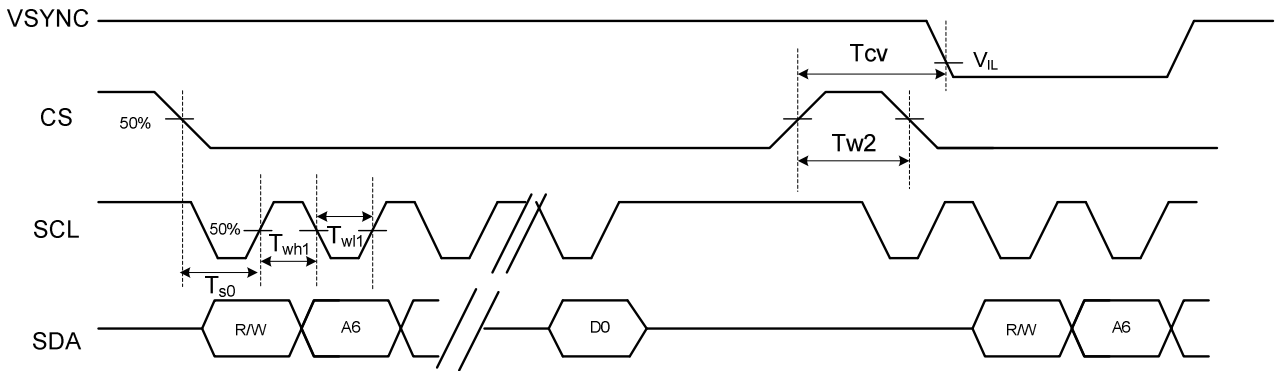 VSYNC
Tcv
VIL
CS
50%
Tw2
SCL
50%
Twh1
Twl1
Ts0
SDA
R/W
A6
D0
R/W
A6